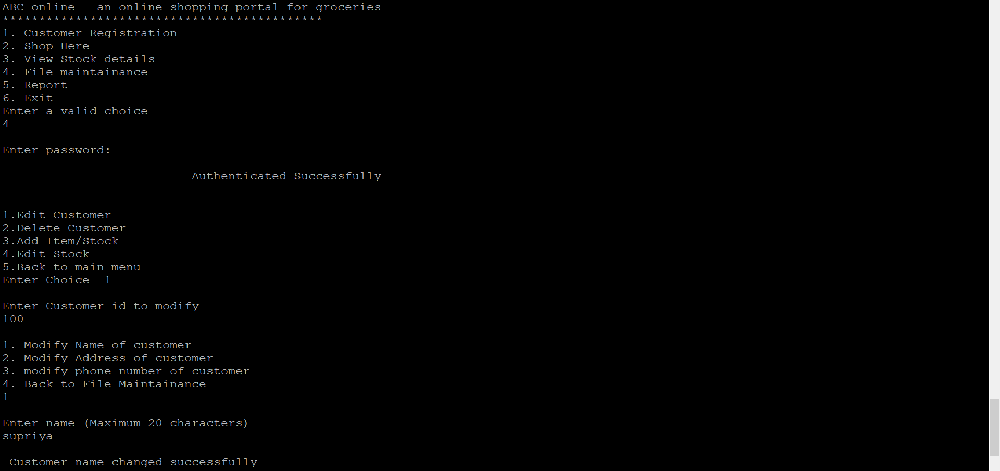 ABC online - an online shopping portal for groceries
********************************************
1. Customer Registration
2. Shop Here
3. View Stock details
4. File maintainance
5. Report
6. Exit
Enter a valid choice
4
Enter password:
Authenticated Successfully
1.Edit Customer
2.Delete Customer
3.Add Item/Stock
4.Edit Stock
5.Back to main menu
Enter Choice- 1
Enter Customer id to modify
100
1. Modify Name of customer
2. Modify Address of customer
3. modify phone number of customer
4. Back to File Maintainance
1
Enter name (Maximum 20 characters)
supriya
Customer name changed successfully